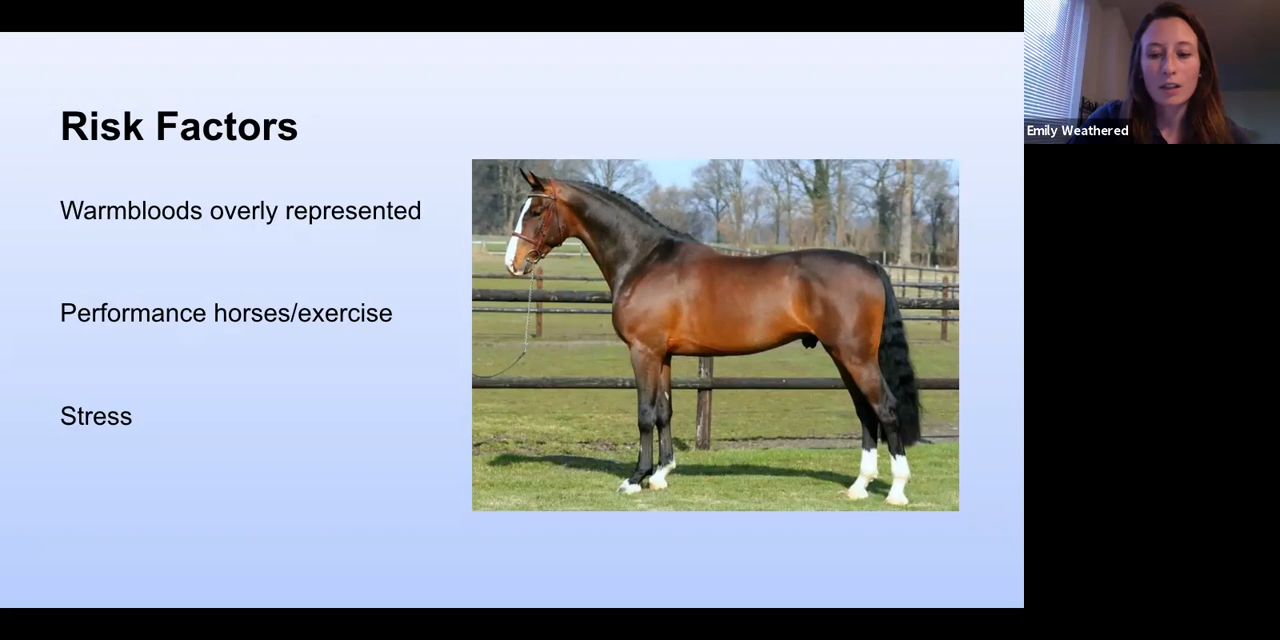 Risk Factors
Warmbloods overly represented
Performance horses/exercise
Stress
Emily Weathered